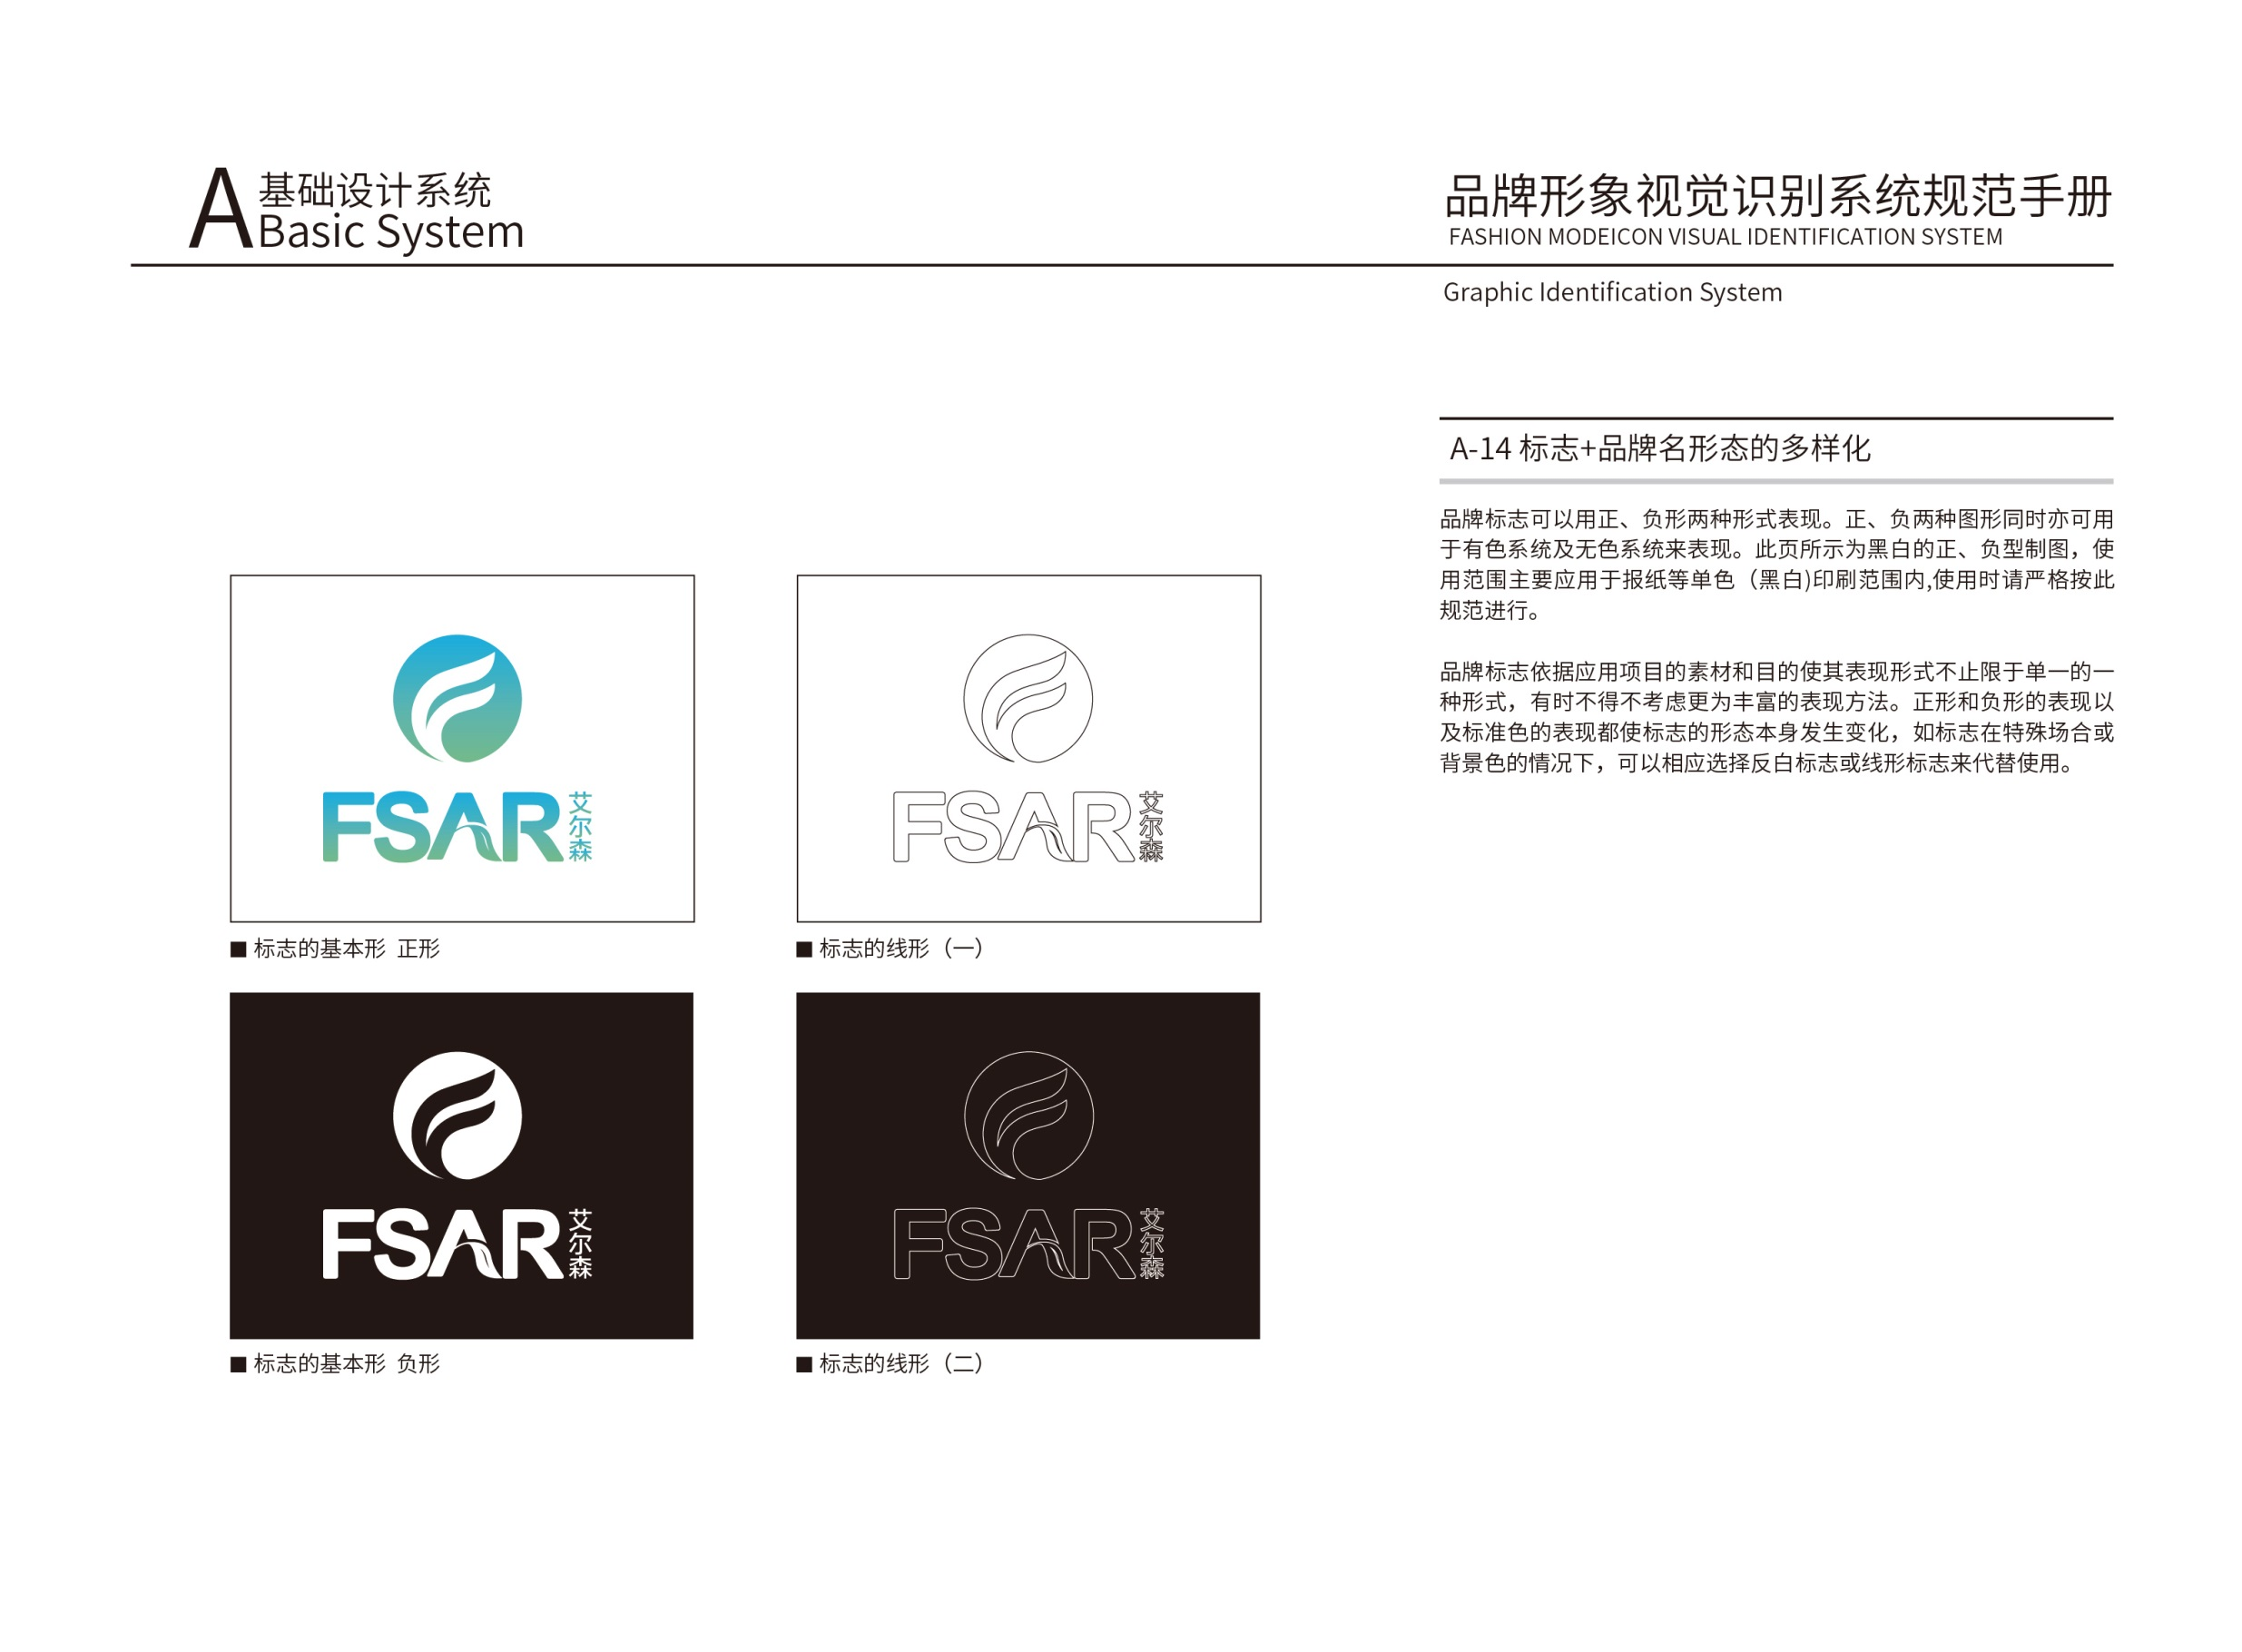 A
基础设计系统
Basic System
品牌形象视觉识别系统规范手册
FASHION MODEICON VISUAL IDENTIFICATION SYSTEM
Graphic Identification System
A-14 标志+品牌名形态的多样化
品牌标志可以用正、负形两种形式表现。正、负两种图形同时亦可用
于有色系统及无色系统来表现。此页所示为黑白的正、负型制图，使
用范围主要应用于报纸等单色（黑白)印刷范围内,使用时请严格按此
规范进行。
品牌标志依据应用项目的素材和目的使其表现形式不止限于单一的一
种形式，有时不得不考虑更为丰富的表现方法。正形和负形的表现以
及标准色的表现都使标志的形态本身发生变化，如标志在特殊场合或
背景色的情况下，可以相应选择反白标志或线形标志来代替使用。
FSAR 艾尔森
■ 标志的基本形 正形
FSAR 艾尔森
■ 标志的线形（一）
FSAR 艾尔森
■ 标志的基本形 负形
FSAR 艾尔森
■ 标志的线形（二）